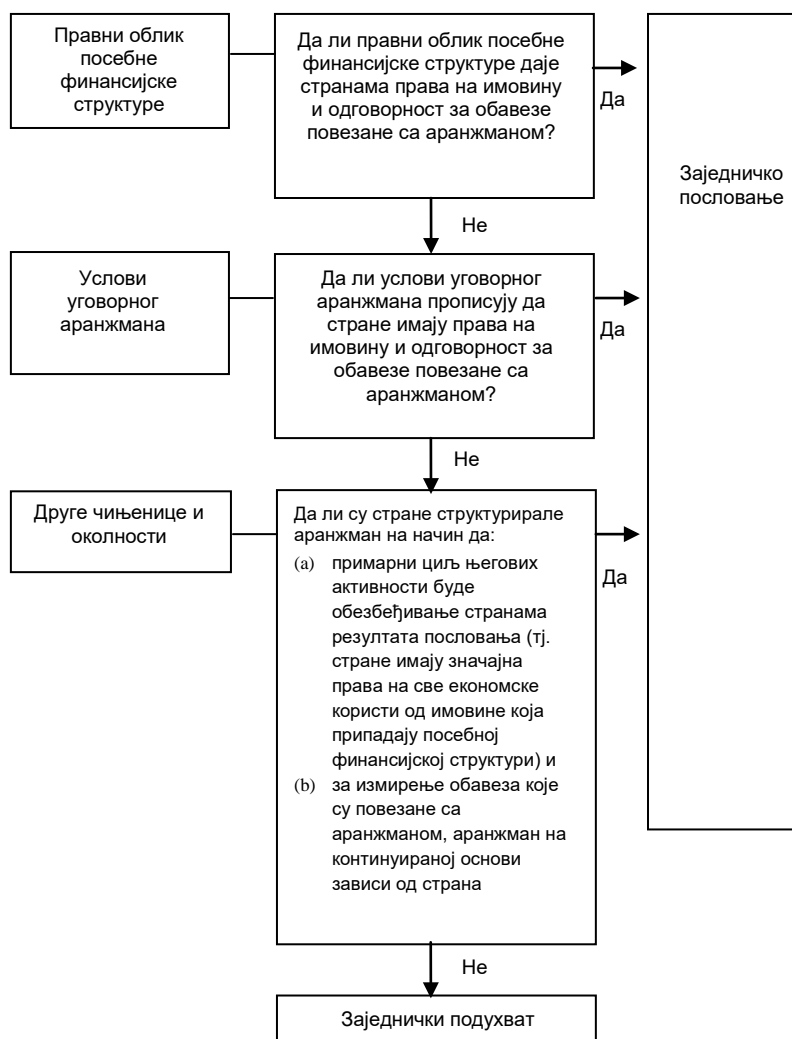 Правни облик
посебне
финансијске
структуре
Да ли правни облик посебне
финансијске структуре даје
странама права на имовину
и одговорност за обавезе
повезане са аранжманом?
Да
Заједничко
пословање
Не
Услови
уговорног
аранжмана
Да ли услови уговорног
аранжмана прописују да
стране имају права на
имовину и одговорност за
обавезе повезане са
аранжманом?
Да
Не
Друге чињенице и
околности
Да ли су стране структурирале
аранжман на начин да:
(a) примарни циљ његових
активности буде
обезбеђивање странама
резултата пословања (тј.
стране имају значајна
права на све економске
користи од имовине која
припадају посебној
финансијској структури) и
(b) за измирење обавеза које
су повезане са
аранжманом, аранжман на
континуираној основи
зависи од страна
Да
Не
Заједнички подухват